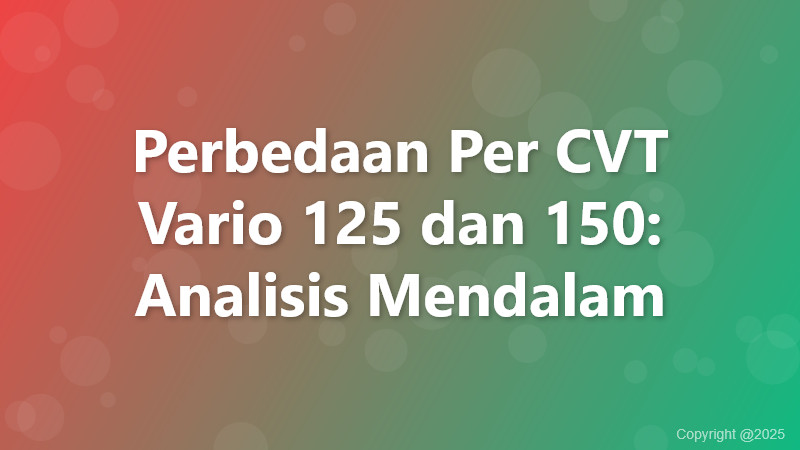 Perbedaan Per CVT
Vario 125 dan 150:
Analisis Mendalam
Copyright @2025